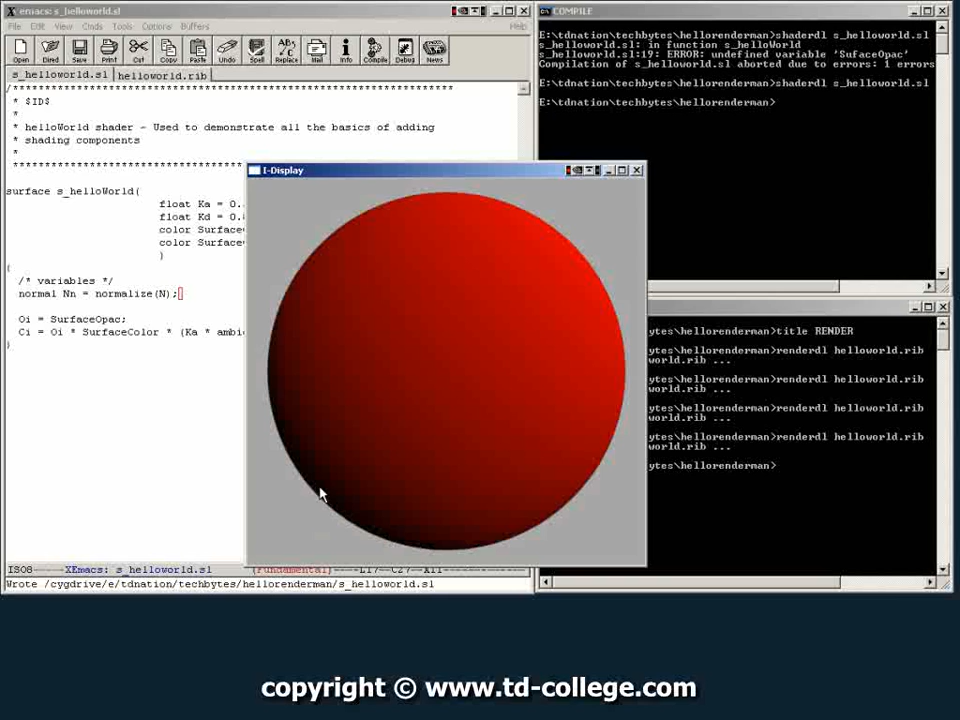 emacs: s_helloworld.sl
File Edit View Cmds Tools Options Buffers Help
Open Dired Save Print Cut Copy Paste Undo Spell Replace Mail Info Compile Debug News
s_helloworld.sl helloworld.rib
/*********************************************************************
* $ID$
*
* helloWorld shader - Used to demonstrate all the basics of adding
* shading components
*
surface s_helloWorld(
float Ka = 0.
float Kd = 0.
color Surface
color Surface
)
{
/* variables */
normal Nn = normalize(N);
Oi = SurfaceOpac;
Ci = Oi * SurfaceColor * (Ka * ambi
}
ISO8 XEmacs: s_helloworld.sl (Fundamental) L17 C27 All
Wrote /cygdrive/e/tdnation/techbytes/hellorenderman/s_helloworld.sl
I-Display
COMPILE
E:\tdnation\techbytes\hellorenderman>shaderdl s_helloworld.sl
s_helloworld.sl: in function s_helloWorld
s_helloworld.sl:19: ERROR: undefined variable 'SufaceOpac'
Compilation of s_helloworld.sl aborted due to errors: 1 errors
E:\tdnation\techbytes\hellorenderman>shaderdl s_helloworld.sl
E:\tdnation\techbytes\hellorenderman>
ytes\hellorenderman>title RENDER
ytes\hellorenderman>renderdl helloworld.rib
world.rib ...
ytes\hellorenderman>renderdl helloworld.rib
world.rib ...
ytes\hellorenderman>renderdl helloworld.rib
world.rib ...
ytes\hellorenderman>renderdl helloworld.rib
world.rib ...
ytes\hellorenderman>
copyright © www.td-college.com